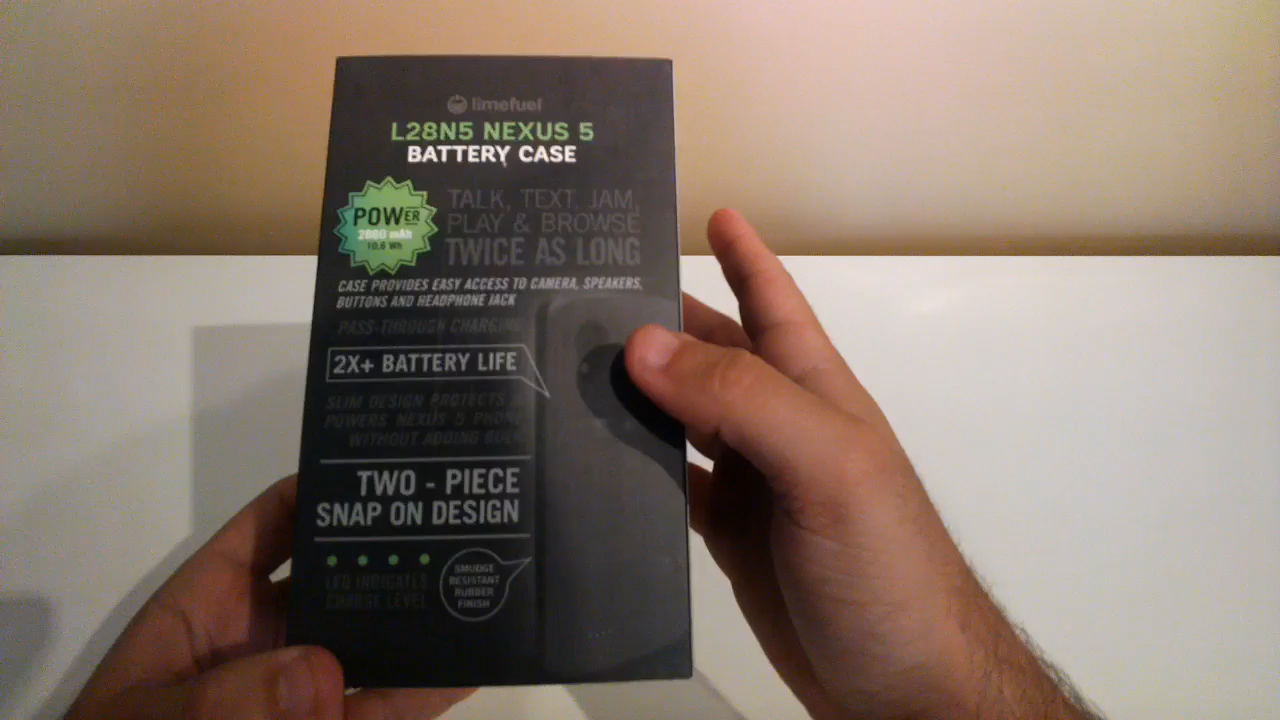 limefuel
L28N5 NEXUS 5
BATTERY CASE
POWER
2800 mAh
10.6 Wh
TALK, TEXT, JAM,
PLAY & BROWSE
TWICE AS LONG
CASE PROVIDES EASY ACCESS TO CAMERA, SPEAKERS,
BUTTONS AND HEADPHONE JACK
PASS-THROUGH CHARGING
2X+ BATTERY LIFE
SLIM DESIGN PROTECTS &
POWERS NEXUS 5 PHONE
WITHOUT ADDING BULK
TWO - PIECE
SNAP ON DESIGN
LED INDICATES
CHARGE LEVEL
SMUDGE
RESISTANT
RUBBER
FINISH